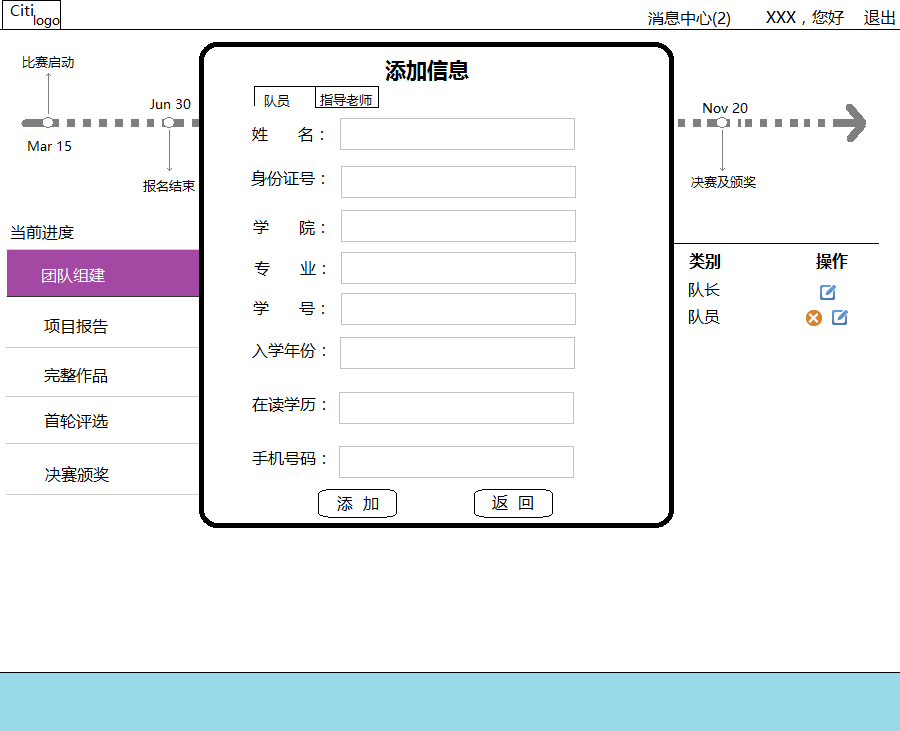 Citi
logo
消息中心(2)
XXX，您好
退出
比赛启动
Mar 15
Jun 30
报名结束
Nov 20
决赛及颁奖
当前进度
团队组建
项目报告
完整作品
首轮评选
决赛颁奖
添加信息
队员
指导老师
姓 名：
身份证号：
学 院：
专 业：
学 号：
入学年份：
在读学历：
手机号码：
添 加
返 回
类别 操作
队长
队员